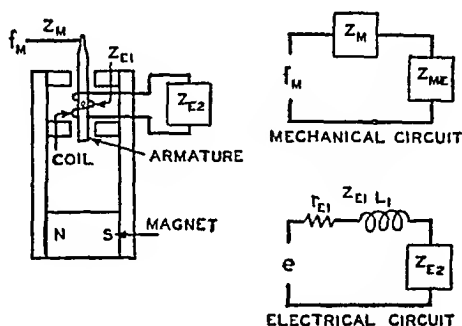 f_M
Z_M
Z_E1
Z_E2
COIL
ARMATURE
N
S
MAGNET
Z_M
f_M
Z_ME
MECHANICAL CIRCUIT
r_E1
Z_E1
L_1
e
Z_E2
ELECTRICAL CIRCUIT